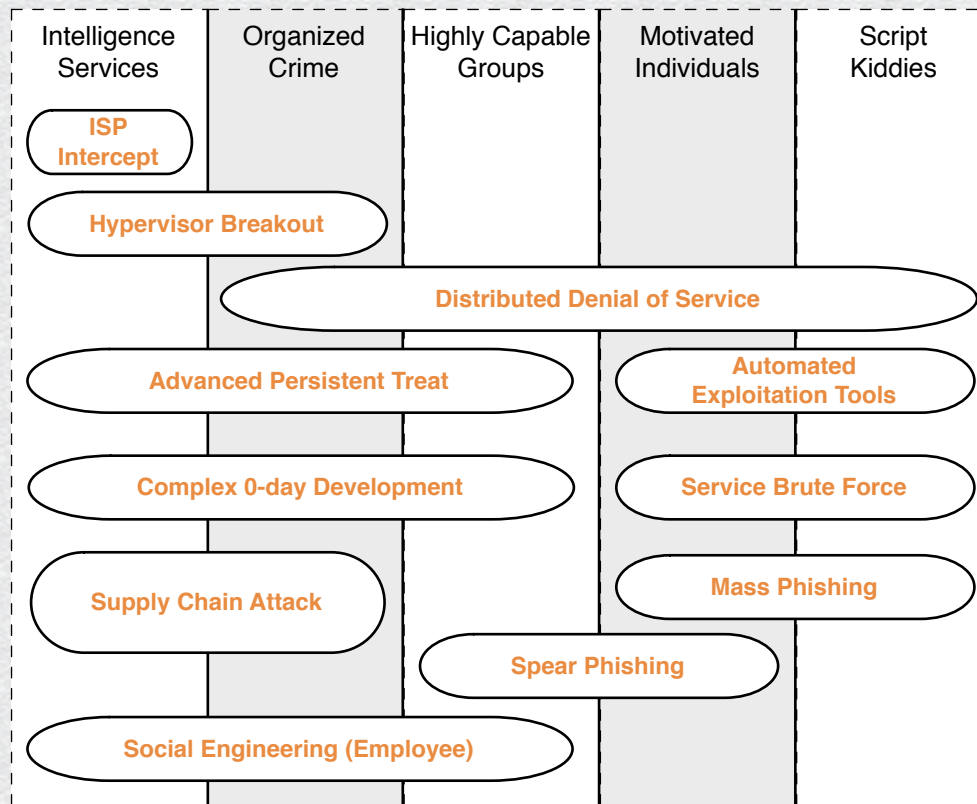 Intelligence
Services
Organized
Crime
Highly Capable
Groups
Motivated
Individuals
Script
Kiddies
ISP
Intercept
Hypervisor Breakout
Distributed Denial of Service
Advanced Persistent Treat
Automated
Exploitation Tools
Complex 0-day Development
Service Brute Force
Supply Chain Attack
Mass Phishing
Spear Phishing
Social Engineering (Employee)